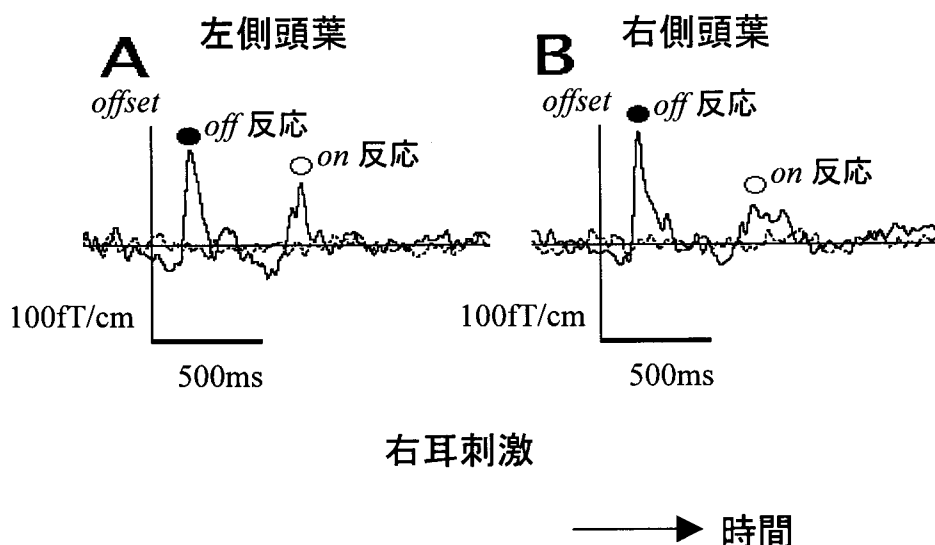 A 左側頭葉
offset
off 反応
on 反応
100fT/cm
500ms
B 右側頭葉
offset
off 反応
on 反応
100fT/cm
500ms
右耳刺激
時間